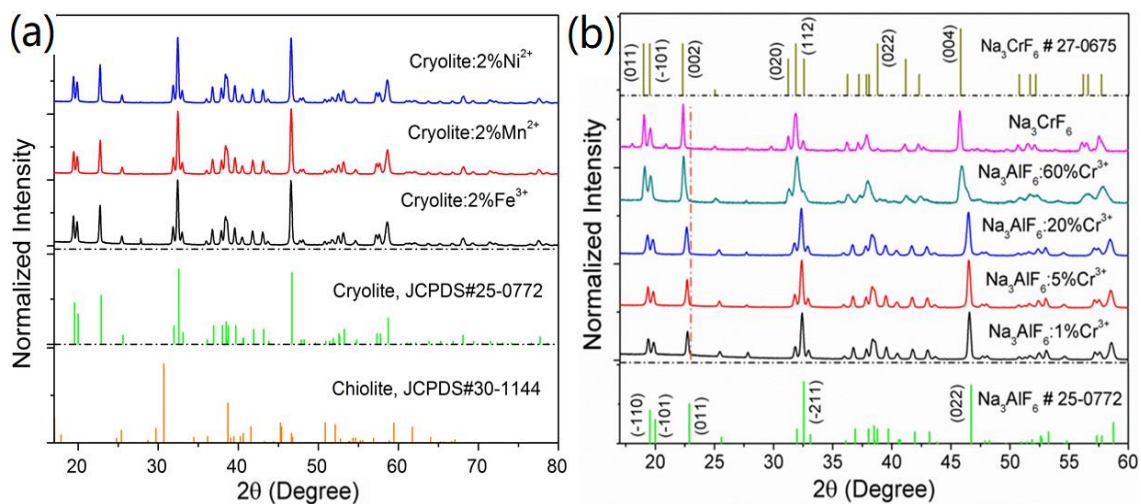 (a)
Normalized Intensity
Cryolite:2%Ni²⁺
Cryolite:2%Mn²⁺
Cryolite:2%Fe³⁺
Cryolite, JCPDS#25-0772
Chiolite, JCPDS#30-1144
20 30 40 50 60 70 80
2θ (Degree)
(b)
Normalized Intensity
(011) (-101) (002) (020) (112) (022) (004)
Na₃CrF₆ # 27-0675
Na₃CrF₆
Na₃AlF₆:60%Cr³⁺
Na₃AlF₆:20%Cr³⁺
Na₃AlF₆:5%Cr³⁺
Na₃AlF₆:1%Cr³⁺
(-110) (-101) (011) (-211) (022)
Na₃AlF₆ # 25-0772
20 25 30 35 40 45 50 55 60
2θ (Degree)